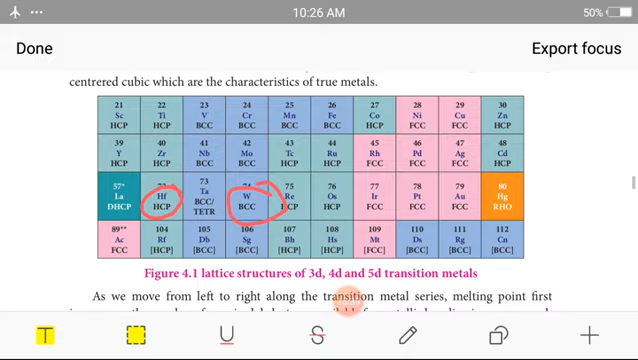 10:26 AM
50%
Done
Export focus
centred cubic which are the characteristics of true metals.
21 22 23 24 25 26 27 28 29 30
Sc Ti V Cr Mn Fe Co Ni Cu Zn
HCP HCP BCC BCC BCC BCC HCP FCC FCC HCP
39 40 41 42 43 44 45 46 47 48
Y Zr Nb Mo Tc Ru Rh Pd Ag Cd
HCP HCP BCC BCC HCP HCP FCC FCC FCC HCP
57* 72 73 74 75 76 77 78 79 80
La Hf Ta W Re Os Ir Pt Au Hg
DHCP HCP BCC/ BCC HCP HCP FCC FCC FCC RHO
TETR
89** 104 105 106 107 108 109 110 111 112
Ac Rf Db Sg Bh Hs Mt Ds Rg Cn
FCC [HCP] [BCC] [BCC] [HCP] [HCP] [FCC] [BCC] [BCC] [BCC]
Figure 4.1 lattice structures of 3d, 4d and 5d transition metals
As we move from left to right along the transition metal series, melting point first
T
U
S